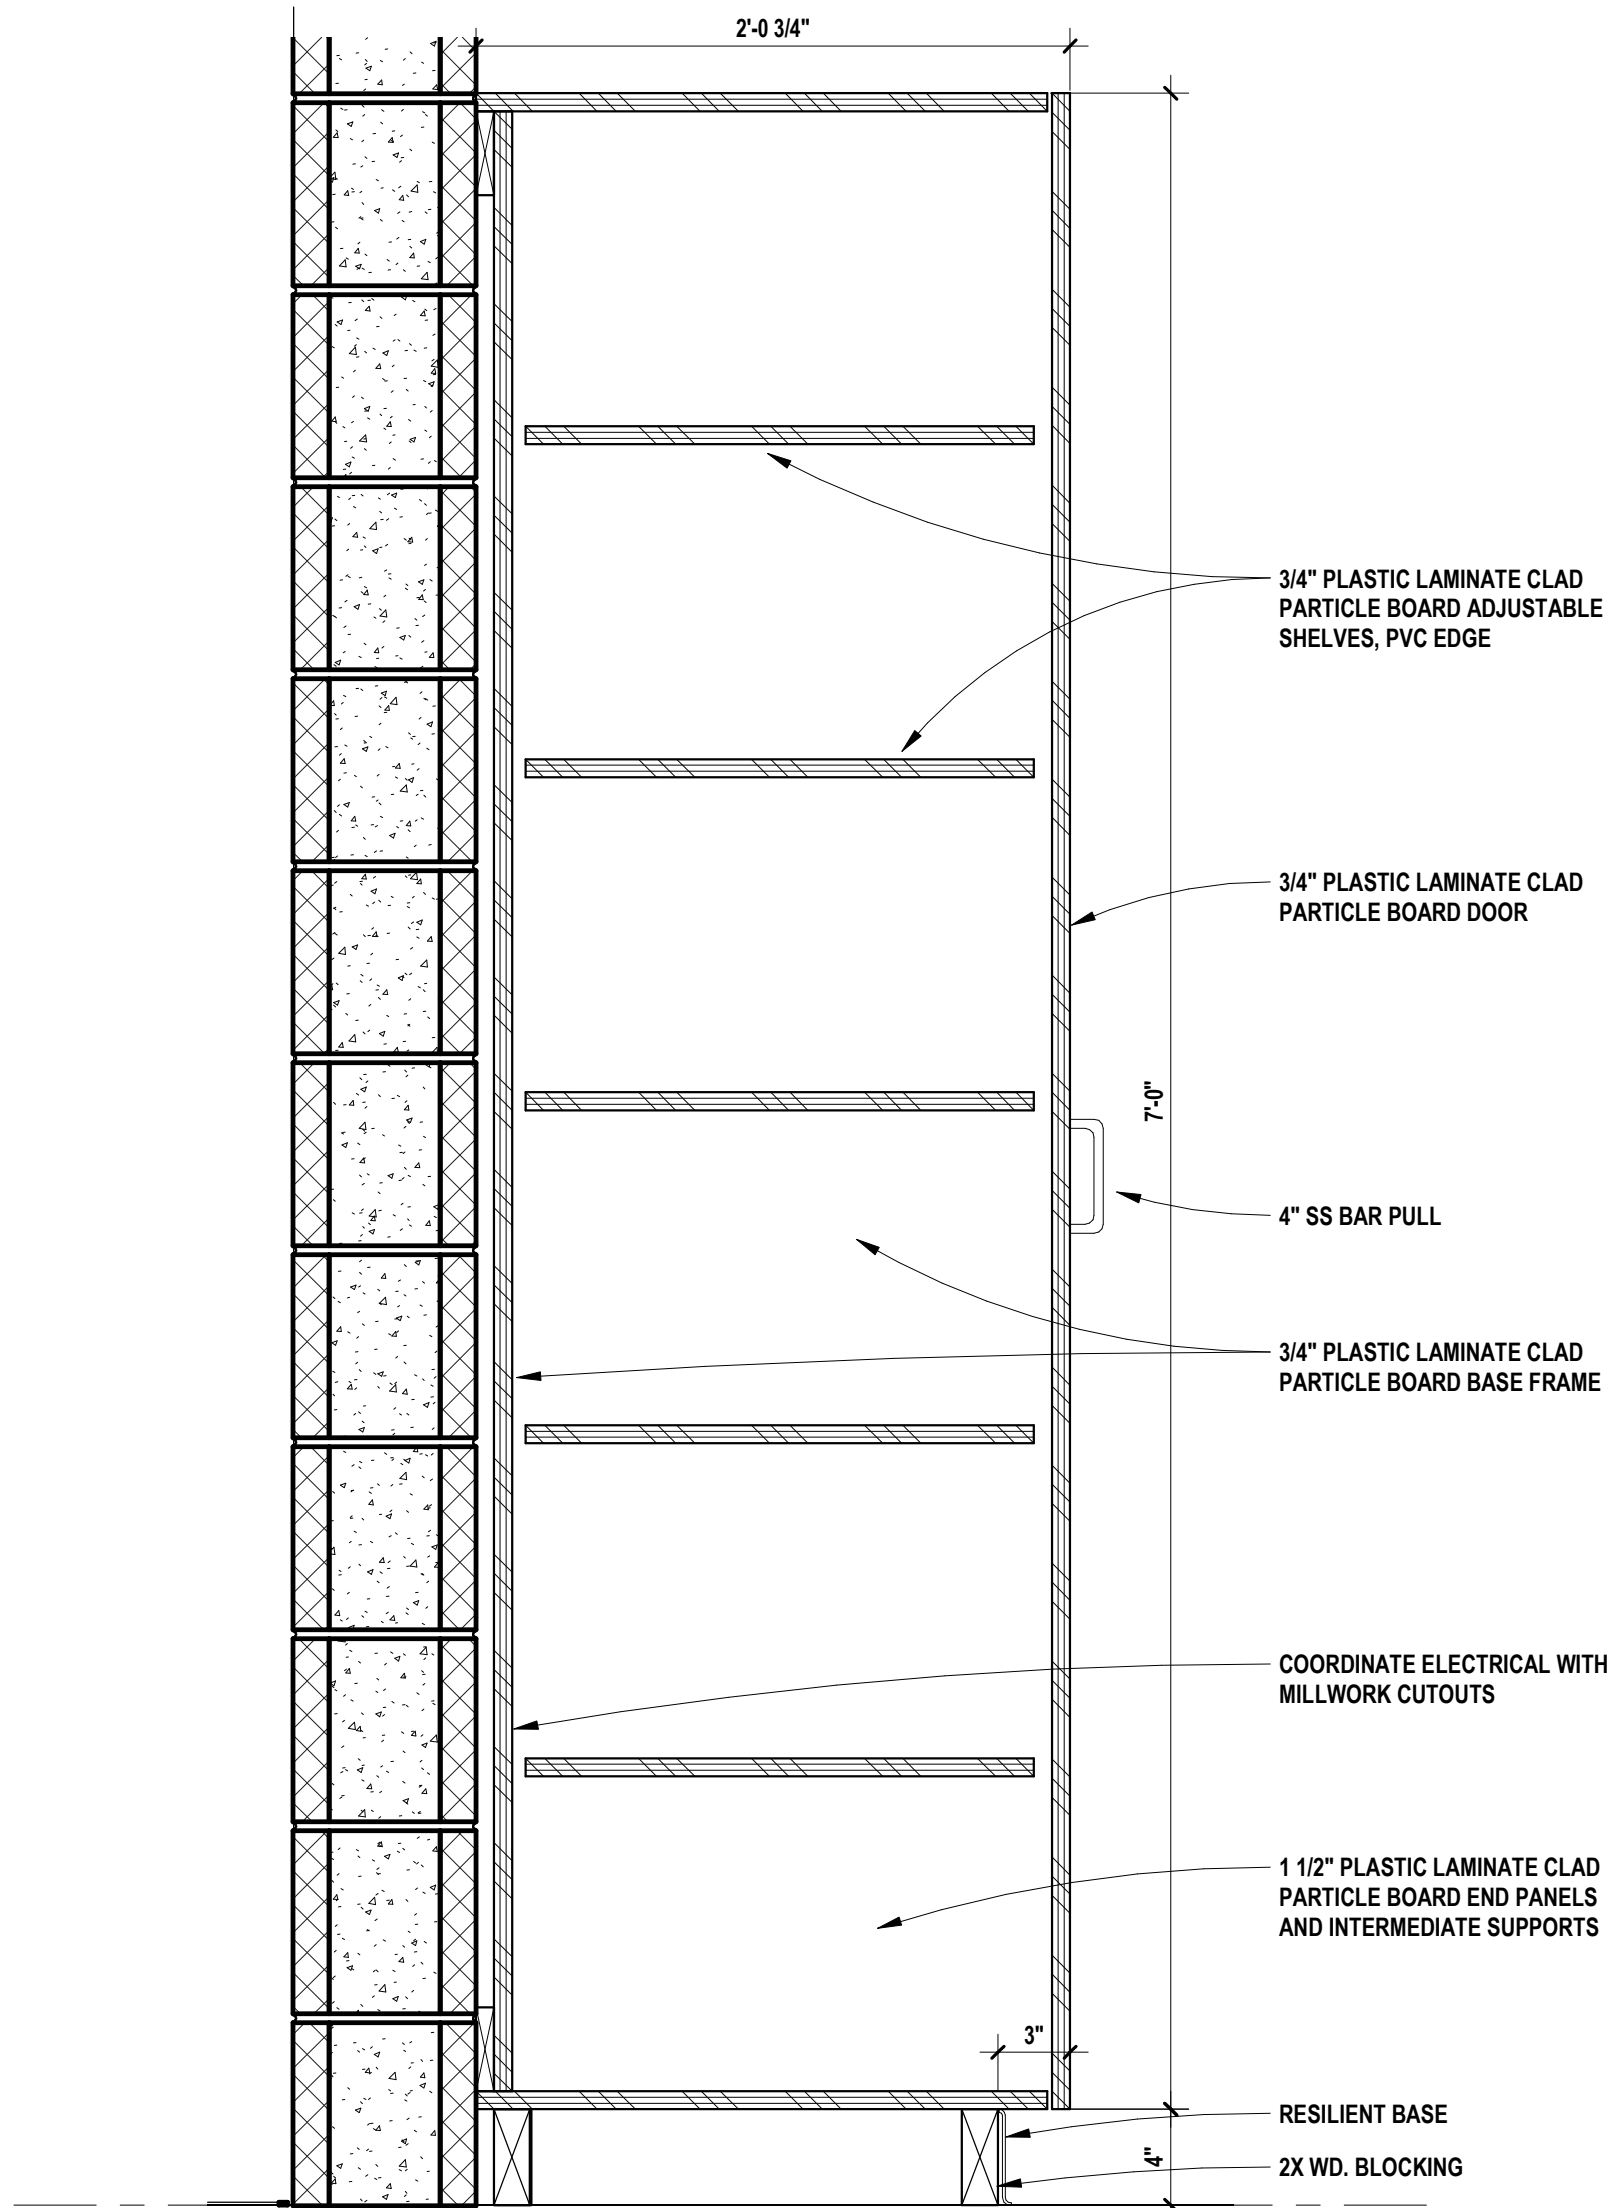 2'-0 3/4"
3/4" PLASTIC LAMINATE CLAD
PARTICLE BOARD ADJUSTABLE
SHELVES, PVC EDGE
3/4" PLASTIC LAMINATE CLAD
PARTICLE BOARD DOOR
7'-0"
4" SS BAR PULL
3/4" PLASTIC LAMINATE CLAD
PARTICLE BOARD BASE FRAME
COORDINATE ELECTRICAL WITH
MILLWORK CUTOUTS
1 1/2" PLASTIC LAMINATE CLAD
PARTICLE BOARD END PANELS
AND INTERMEDIATE SUPPORTS
3"
RESILIENT BASE
4"
2X WD. BLOCKING